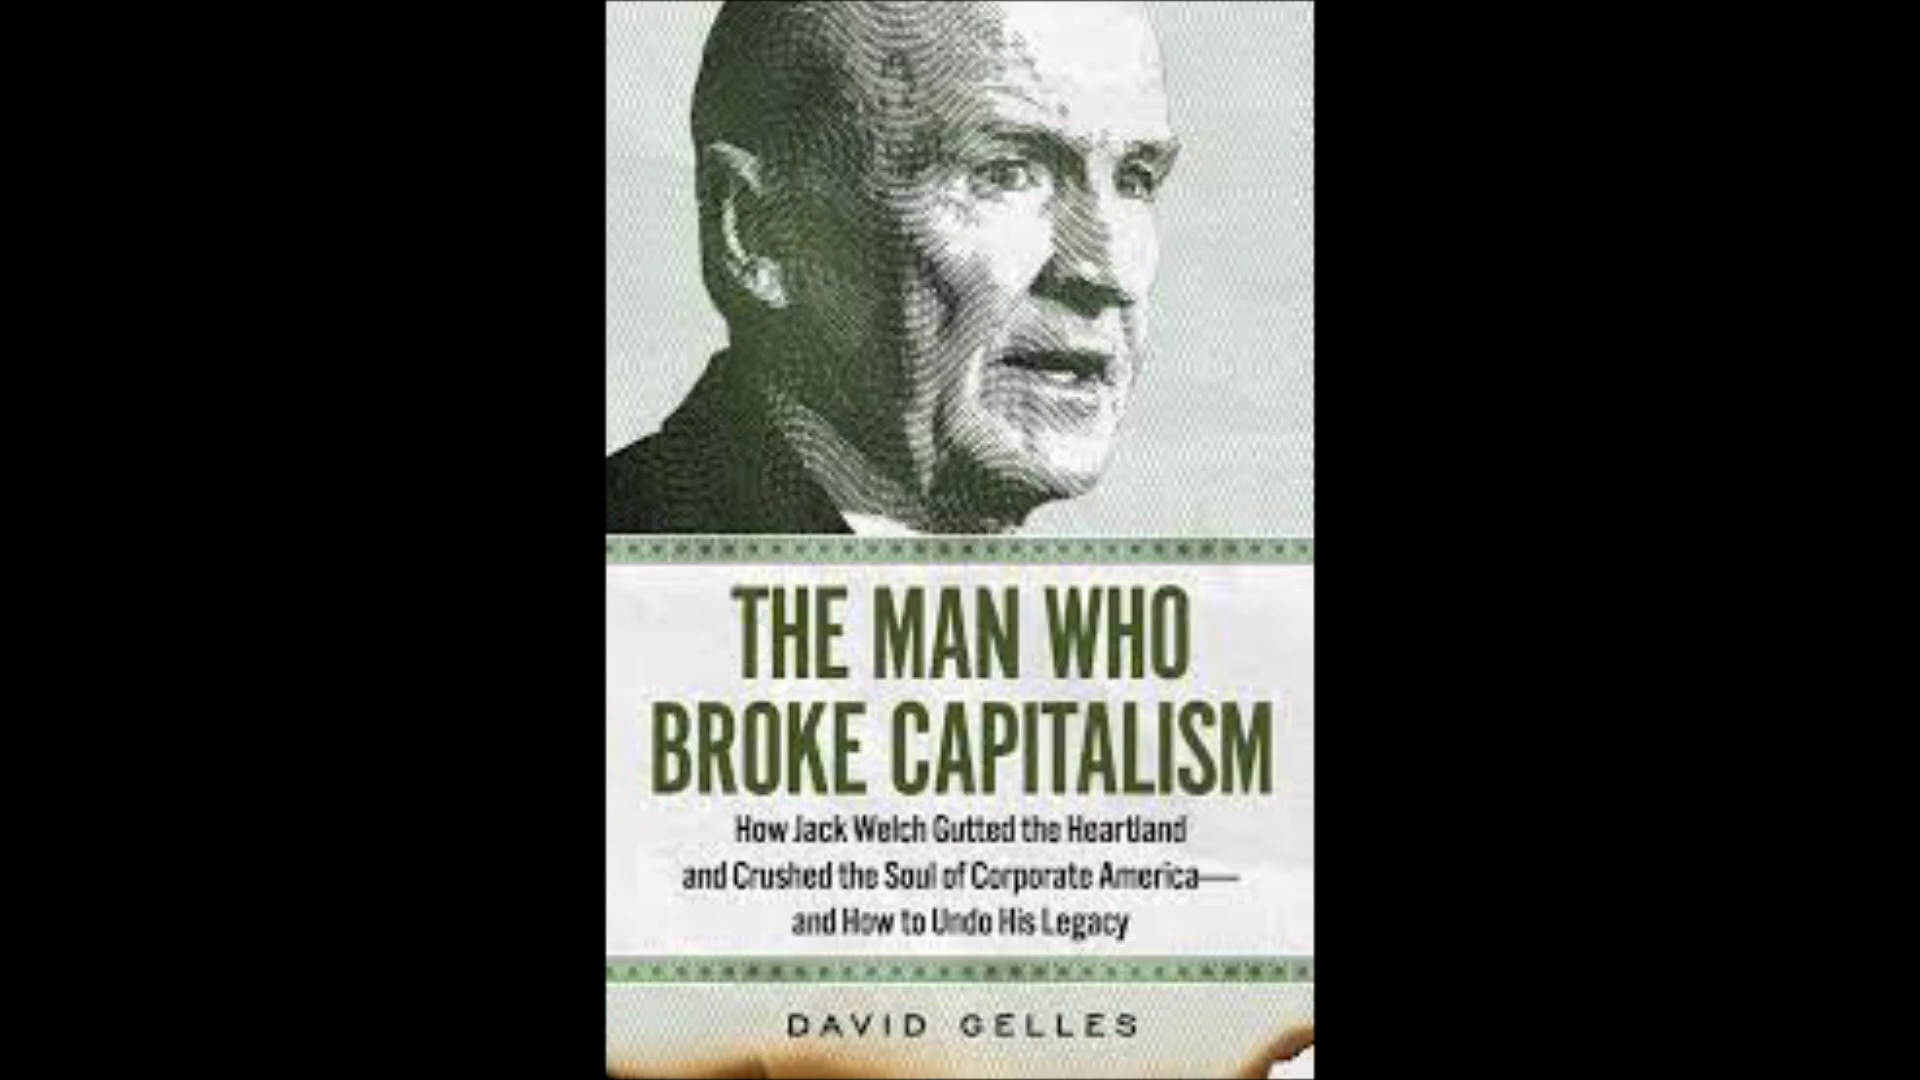 THE MAN WHO
BROKE CAPITALISM
How Jack Welch Gutted the Heartland
and Crushed the Soul of Corporate America—
and How to Undo His Legacy
DAVID GELLES